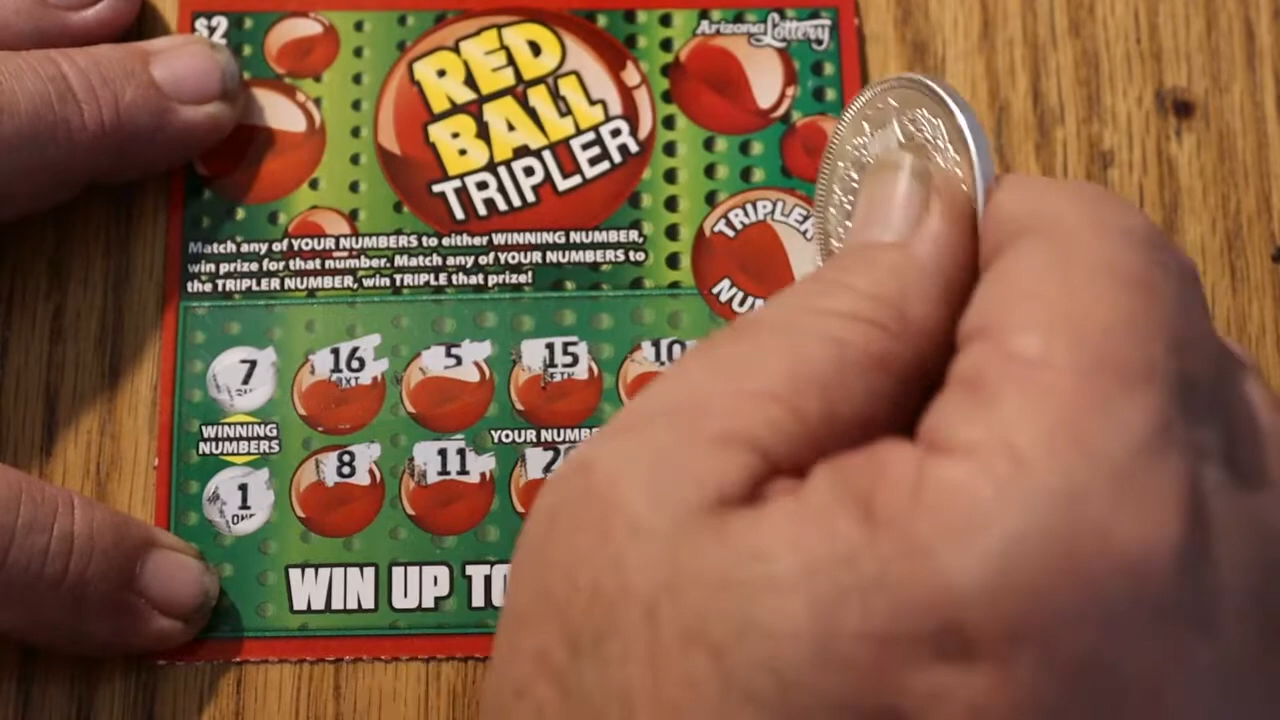 $2
Arizona Lottery
RED
BALL
TRIPLER
TRIPLER
Match any of YOUR NUMBERS to either WINNING NUMBER,
win prize for that number. Match any of YOUR NUMBERS to
the TRIPLER NUMBER, win TRIPLE that prize!
7 16 5 15 10
WINNING
NUMBERS
YOUR
8 11
1
WIN UP TO